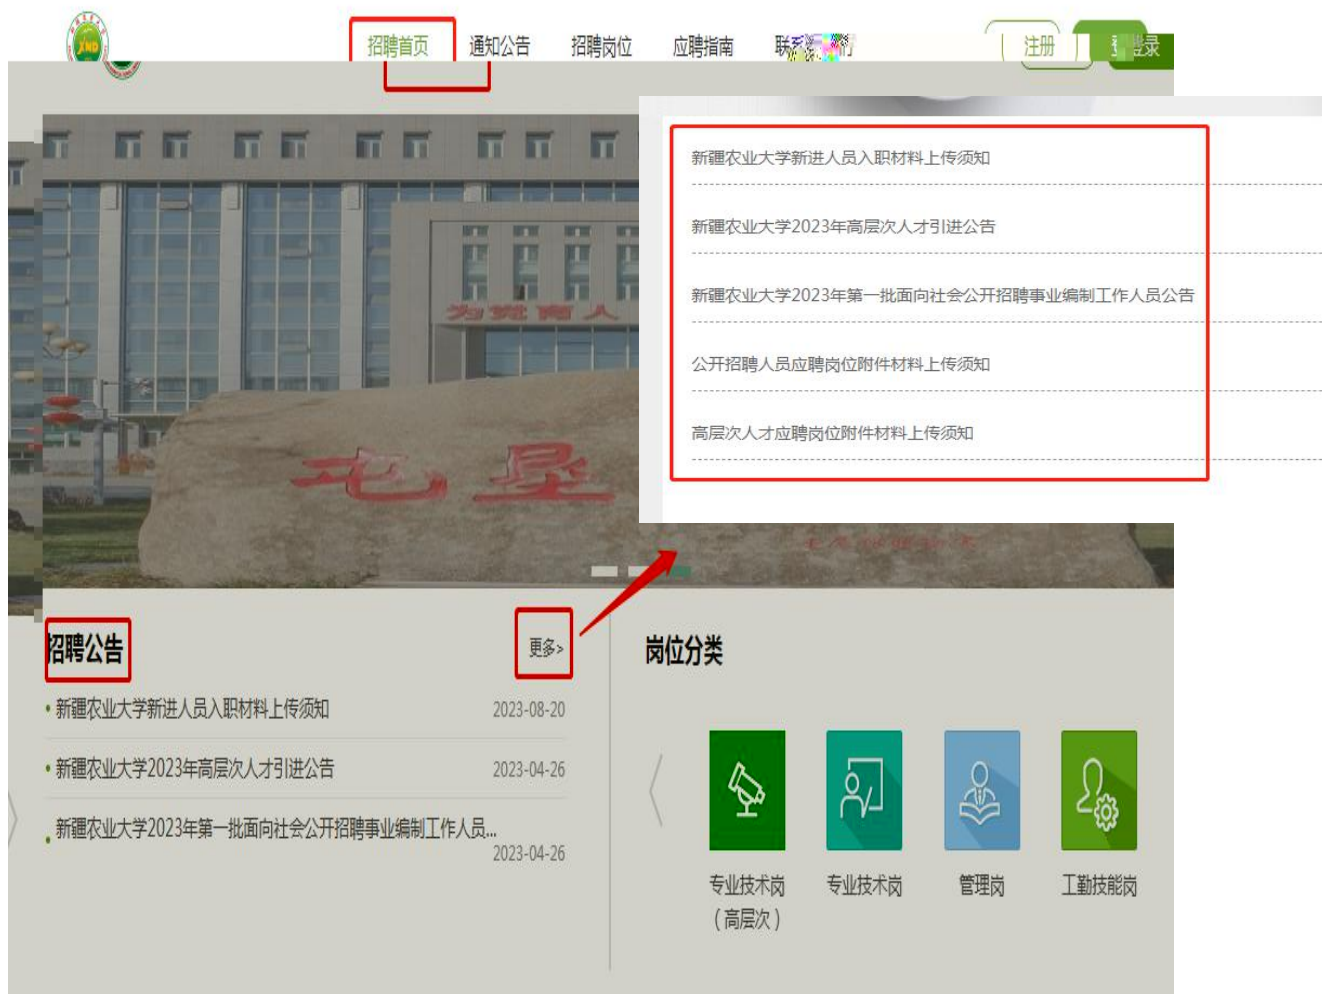 招聘首页 通知公告 招聘岗位 应聘指南 联系我们 注册 登录
新疆农业大学新进人员入职材料上传须知
新疆农业大学2023年高层次人才引进公告
新疆农业大学2023年第一批面向社会公开招聘事业编制工作人员公告
公开招聘人员应聘岗位附件材料上传须知
高层次人才应聘岗位附件材料上传须知
为党育人
屯垦
招聘公告 更多>
新疆农业大学新进人员入职材料上传须知 2023-08-20
新疆农业大学2023年高层次人才引进公告 2023-04-26
新疆农业大学2023年第一批面向社会公开招聘事业编制工作人员...
2023-04-26
岗位分类
专业技术岗
（高层次）
专业技术岗
管理岗
工勤技能岗